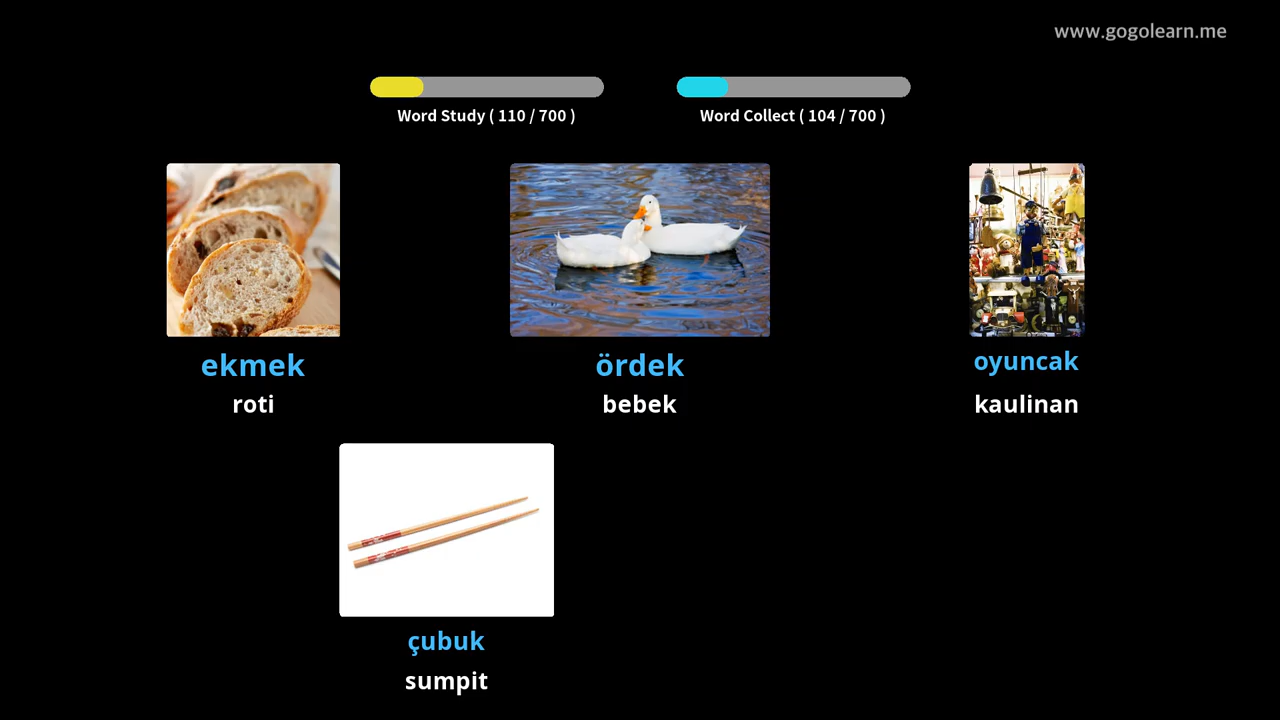 www.gogolearn.me
Word Study ( 110 / 700 )
Word Collect ( 104 / 700 )
ekmek
ördek
oyuncak
roti
bebek
kaulinan
çubuk
sumpit